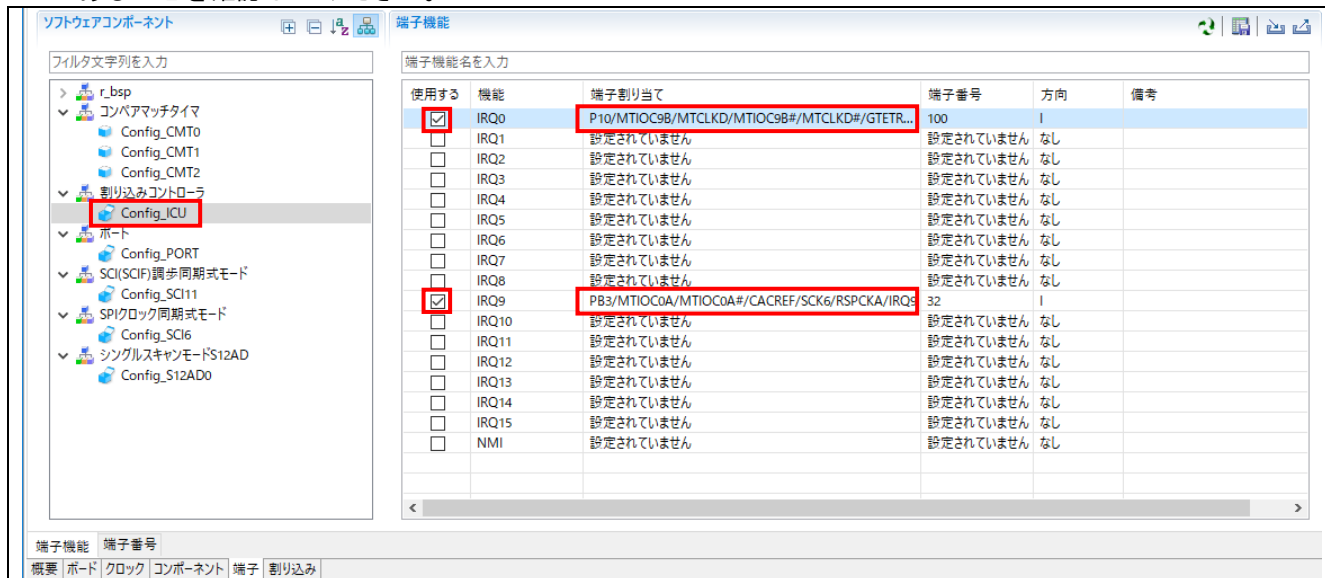 ソフトウェアコンポーネント
端子機能
フィルタ文字列を入力
端子機能名を入力
r_bsp
コンペアマッチタイマ
Config_CMT0
Config_CMT1
Config_CMT2
割り込みコントローラ
Config_ICU
ポート
Config_PORT
SCI(SCIF)調歩同期式モード
Config_SCI11
SPIクロック同期式モード
Config_SCI6
シングルスキャンモードS12AD
Config_S12AD0
使用する 機能 端子割り当て 端子番号 方向 備考
IRQ0 P10/MTIOC9B/MTCLKD/MTIOC9B#/MTCLKD#/GTETR... 100 I
IRQ1 設定されていません 設定されていません なし
IRQ2 設定されていません 設定されていません なし
IRQ3 設定されていません 設定されていません なし
IRQ4 設定されていません 設定されていません なし
IRQ5 設定されていません 設定されていません なし
IRQ6 設定されていません 設定されていません なし
IRQ7 設定されていません 設定されていません なし
IRQ8 設定されていません 設定されていません なし
IRQ9 PB3/MTIOC0A/MTIOC0A#/CACREF/SCK6/RSPCKA/IRQ9 32 I
IRQ10 設定されていません 設定されていません なし
IRQ11 設定されていません 設定されていません なし
IRQ12 設定されていません 設定されていません なし
IRQ13 設定されていません 設定されていません なし
IRQ14 設定されていません 設定されていません なし
IRQ15 設定されていません 設定されていません なし
NMI 設定されていません 設定されていません なし
端子機能 端子番号
概要 ボード クロック コンポーネント 端子 割り込み